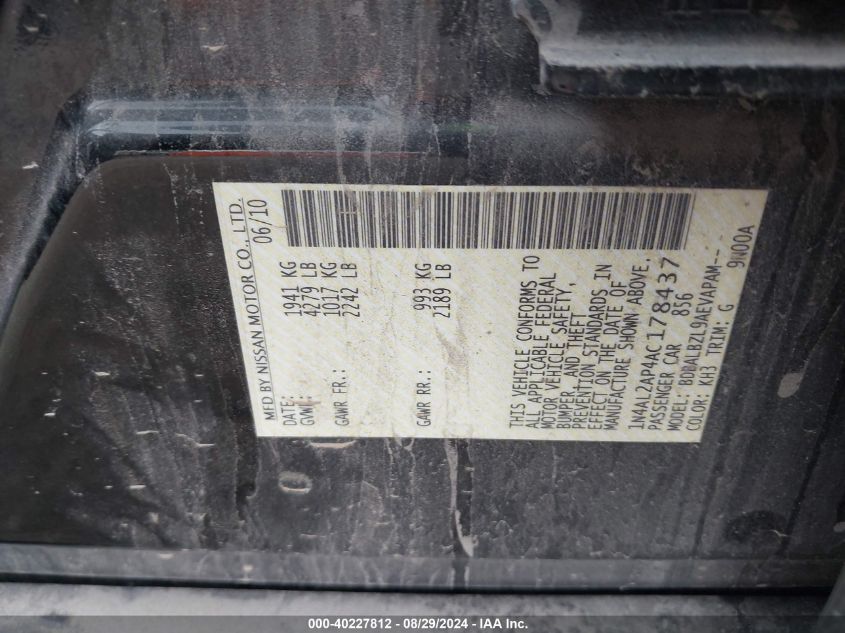 MFD BY NISSAN MOTOR CO., LTD.
DATE: 06/10
GVWR: 1941 KG
4279 LB
GAWR FR.: 1017 KG
2242 LB
GAWR RR.: 993 KG
2189 LB
THIS VEHICLE CONFORMS TO
ALL APPLICABLE FEDERAL
MOTOR VEHICLE SAFETY,
BUMPER, AND THEFT
PREVENTION STANDARDS IN
EFFECT ON THE DATE OF
MANUFACTURE SHOWN ABOVE.
1N4AL2AP4AC178437
PASSENGER CAR 856
MODEL: BDBALBZL9AEVAPAM--
COLOR: KH3 TRIM: G 9N00A
000-40227812 - 08/29/2024 - IAA Inc.